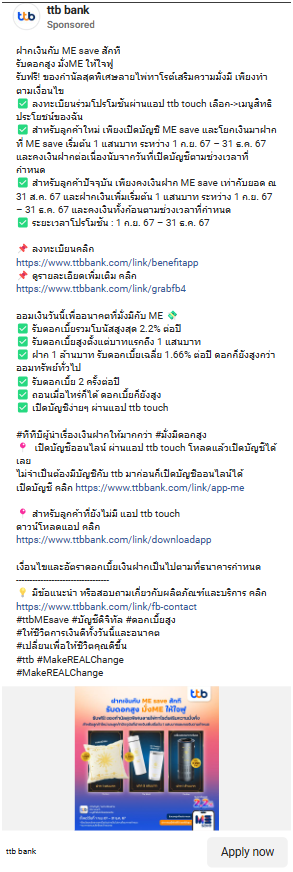 ttb bank
Sponsored
ฝากเงินกับ ME save สักที
รับดอกสูง มั่งME ให้ใจฟู
รับฟรี! ของกำนัลสุดพิเศษลายไพ่ทาโรต์เสริมความมั่งมี เพียงทำ
ตามเงื่อนไข
✅ ลงทะเบียนร่วมโปรโมชันผ่านแอป ttb touch เลือก->เมนูสิทธิ
ประโยชน์ของฉัน
✅ สำหรับลูกค้าใหม่ เพียงเปิดบัญชี ME save และโยกเงินมาฝาก
ที่ ME save เริ่มต้น 1 แสนบาท ระหว่าง 1 ก.ย. 67 – 31 ธ.ค. 67
และคงเงินฝากต่อเนื่องนับจากวันที่เปิดบัญชีตามช่วงเวลาที่
กำหนด
✅ สำหรับลูกค้าปัจจุบัน เพียงคงเงินฝาก ME save เท่ากับยอด ณ
31 ส.ค. 67 และฝากเงินเพิ่มเริ่มต้น 1 แสนบาท ระหว่าง 1 ก.ย. 67
– 31 ธ.ค. 67 และคงเงินทั้งก้อนตามช่วงเวลาที่กำหนด
✅ ระยะเวลาโปรโมชั่น : 1 ก.ย. 67 – 31 ธ.ค. 67
📌 ลงทะเบียนคลิก
https://www.ttbbank.com/link/benefitapp
📌 ดูรายละเอียดเพิ่มเติม คลิก
https://www.ttbbank.com/link/grabfb4
ออมเงินวันนี้เพื่ออนาคตที่มั่งมีกับ ME 💸
✅ รับดอกเบี้ยรวมโบนัสสูงสุด 2.2% ต่อปี
✅ รับดอกเบี้ยสูงตั้งแต่บาทแรกถึง 1 แสนบาท
✅ ฝาก 1 ล้านบาท รับดอกเบี้ยเฉลี่ย 1.66% ต่อปี ดอกก็ยังสูงกว่า
ออมทรัพย์ทั่วไป
✅ รับดอกเบี้ย 2 ครั้งต่อปี
✅ ถอนเมื่อไหร่ก็ได้ ดอกเบี้ยก็ยังสูง
✅ เปิดบัญชีง่ายๆ ผ่านแอป ttb touch
#ทีทีบีผู้นำเรื่องเงินฝากให้มากกว่า #มั่งมีดอกสูง
📍 เปิดบัญชีออนไลน์ ผ่านแอป ttb touch โหลดแล้วเปิดบัญชีได้
เลย
ไม่จำเป็นต้องมีบัญชีกับ ttb มาก่อนก็เปิดบัญชีออนไลน์ได้
เปิดบัญชี คลิก https://www.ttbbank.com/link/app-me
📍 สำหรับลูกค้าที่ยังไม่มี แอป ttb touch
ดาวน์โหลดแอป คลิก
https://www.ttbbank.com/link/downloadapp
เงื่อนไขและอัตราดอกเบี้ยเงินฝากเป็นไปตามที่ธนาคารกำหนด
---------------------------------
💡 มีข้อแนะนำ หรือสอบถามเกี่ยวกับผลิตภัณฑ์และบริการ คลิก
https://www.ttbbank.com/link/fb-contact
#ttbMEsave #บัญชีดิจิทัล #ดอกเบี้ยสูง
#ให้ชีวิตการเงินดีทั้งวันนี้และอนาคต
#เปลี่ยนเพื่อให้ชีวิตคุณดีขึ้น
#ttb #MakeREALChange
#MakeREALChange
ฝากเงินกับ ME save สักที
รับดอกสูง มั่งME ให้ใจฟู
ttb
ME
ttb bank
Apply now